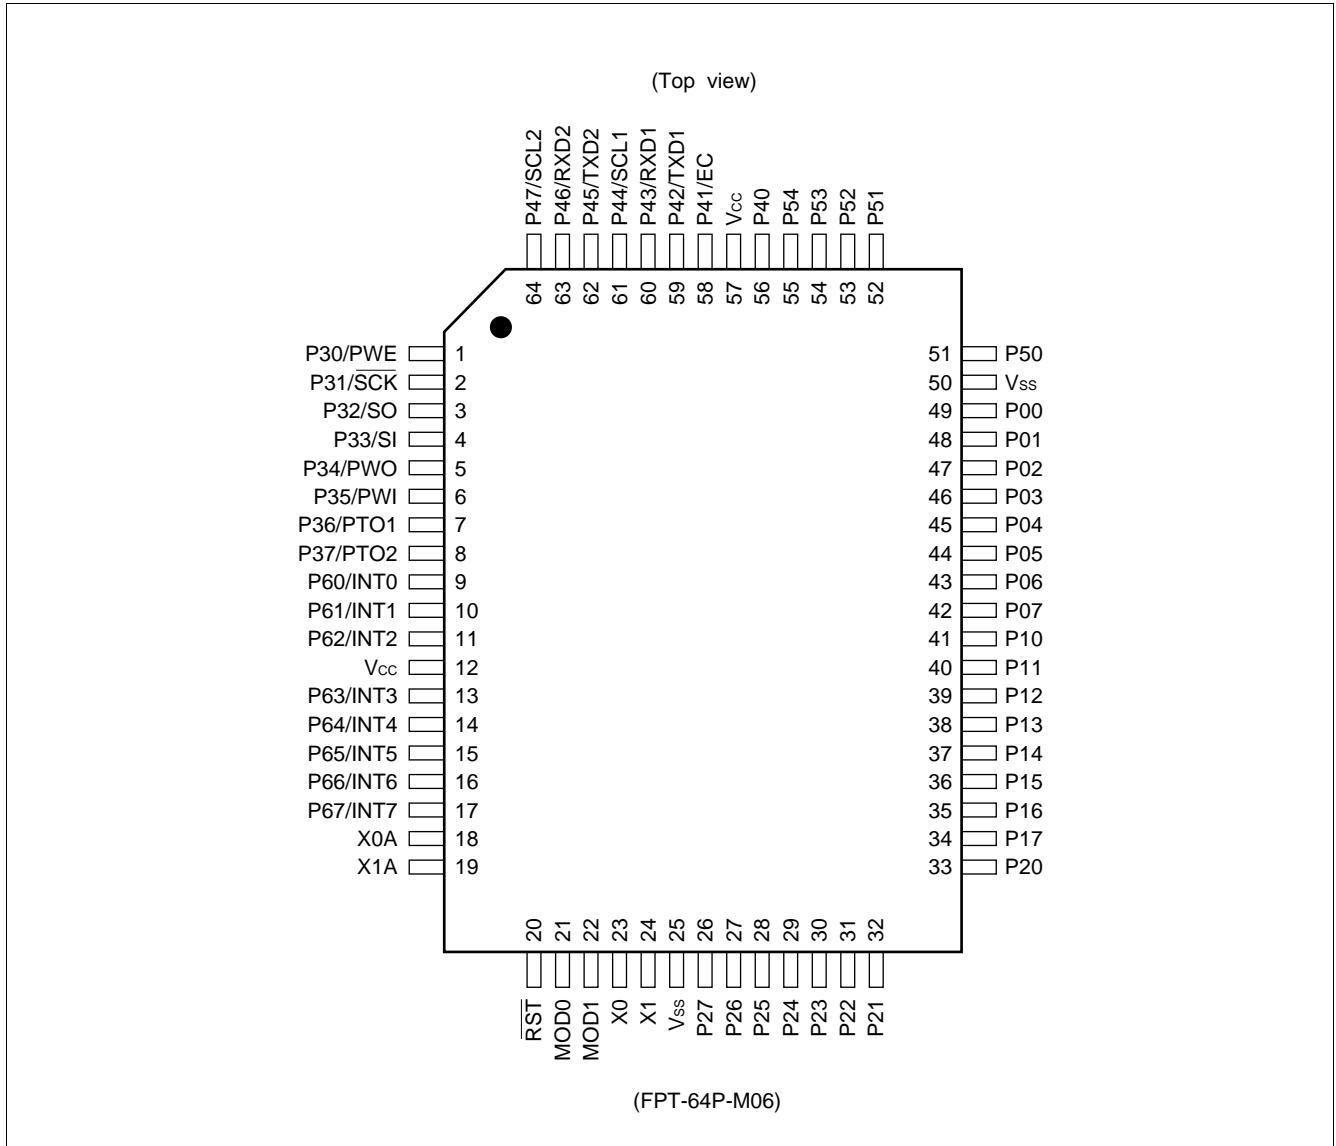 (Top view)
P47/SCL2
P46/RXD2
P45/TXD2
P44/SCL1
P43/RXD1
P42/TXD1
P41/EC
Vcc
P40
P54
P53
P52
P51
64 63 62 61 60 59 58 57 56 55 54 53 52
P30/PWE 1 51 P50
P31/S̅C̅K̅ 2 50 Vss
P32/SO 3 49 P00
P33/SI 4 48 P01
P34/PWO 5 47 P02
P35/PWI 6 46 P03
P36/PTO1 7 45 P04
P37/PTO2 8 44 P05
P60/INT0 9 43 P06
P61/INT1 10 42 P07
P62/INT2 11 41 P10
Vcc 12 40 P11
P63/INT3 13 39 P12
P64/INT4 14 38 P13
P65/INT5 15 37 P14
P66/INT6 16 36 P15
P67/INT7 17 35 P16
X0A 18 34 P17
X1A 19 33 P20
20 21 22 23 24 25 26 27 28 29 30 31 32
R̅S̅T̅
MOD0
MOD1
X0
X1
Vss
P27
P26
P25
P24
P23
P22
P21
(FPT-64P-M06)